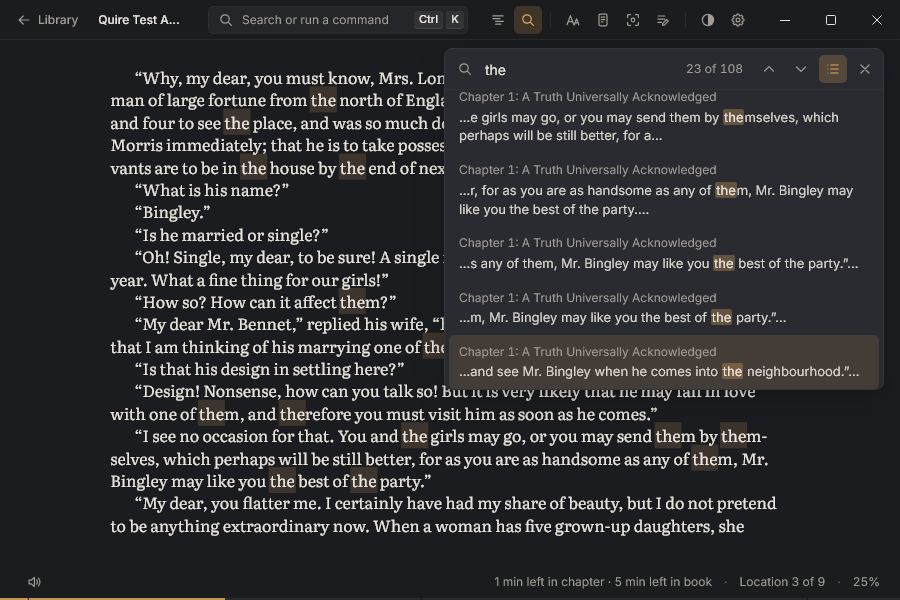 Library
Quire Test A...
Search or run a command
Ctrl K
“Why, my dear, you must know, Mrs.
man of large fortune from the north of
and four to see the place, and was so much
Morris immediately; that he is to take
vants are to be in the house by the end of
“What is his name?”
“Bingley.”
“Is he married or single?”
“Oh! Single, my dear, to be sure! A single
year. What a fine thing for our girls!”
“How so? How can it affect them?”
“My dear Mr. Bennet,” replied his wife,
that I am thinking of his marrying one of
“Is that his design in settling here?”
“Design! Nonsense, how can you talk so! But it is very likely that he may fall in love
with one of them, and therefore you must visit him as soon as he comes.”
“I see no occasion for that. You and the girls may go, or you may send them by them-
selves, which perhaps will be still better, for as you are as handsome as any of them, Mr.
Bingley may like you the best of the party.”
“My dear, you flatter me. I certainly have had my share of beauty, but I do not pretend
to be anything extraordinary now. When a woman has five grown-up daughters, she
the
23 of 108
Chapter 1: A Truth Universally Acknowledged
...e girls may go, or you may send them by themselves, which
perhaps will be still better, for a...
Chapter 1: A Truth Universally Acknowledged
...r, for as you are as handsome as any of them, Mr. Bingley may
like you the best of the party....
Chapter 1: A Truth Universally Acknowledged
...s any of them, Mr. Bingley may like you the best of the party.”...
Chapter 1: A Truth Universally Acknowledged
...m, Mr. Bingley may like you the best of the party.”...
Chapter 1: A Truth Universally Acknowledged
...and see Mr. Bingley when he comes into the neighbourhood.”...
1 min left in chapter · 5 min left in book · Location 3 of 9 · 25%